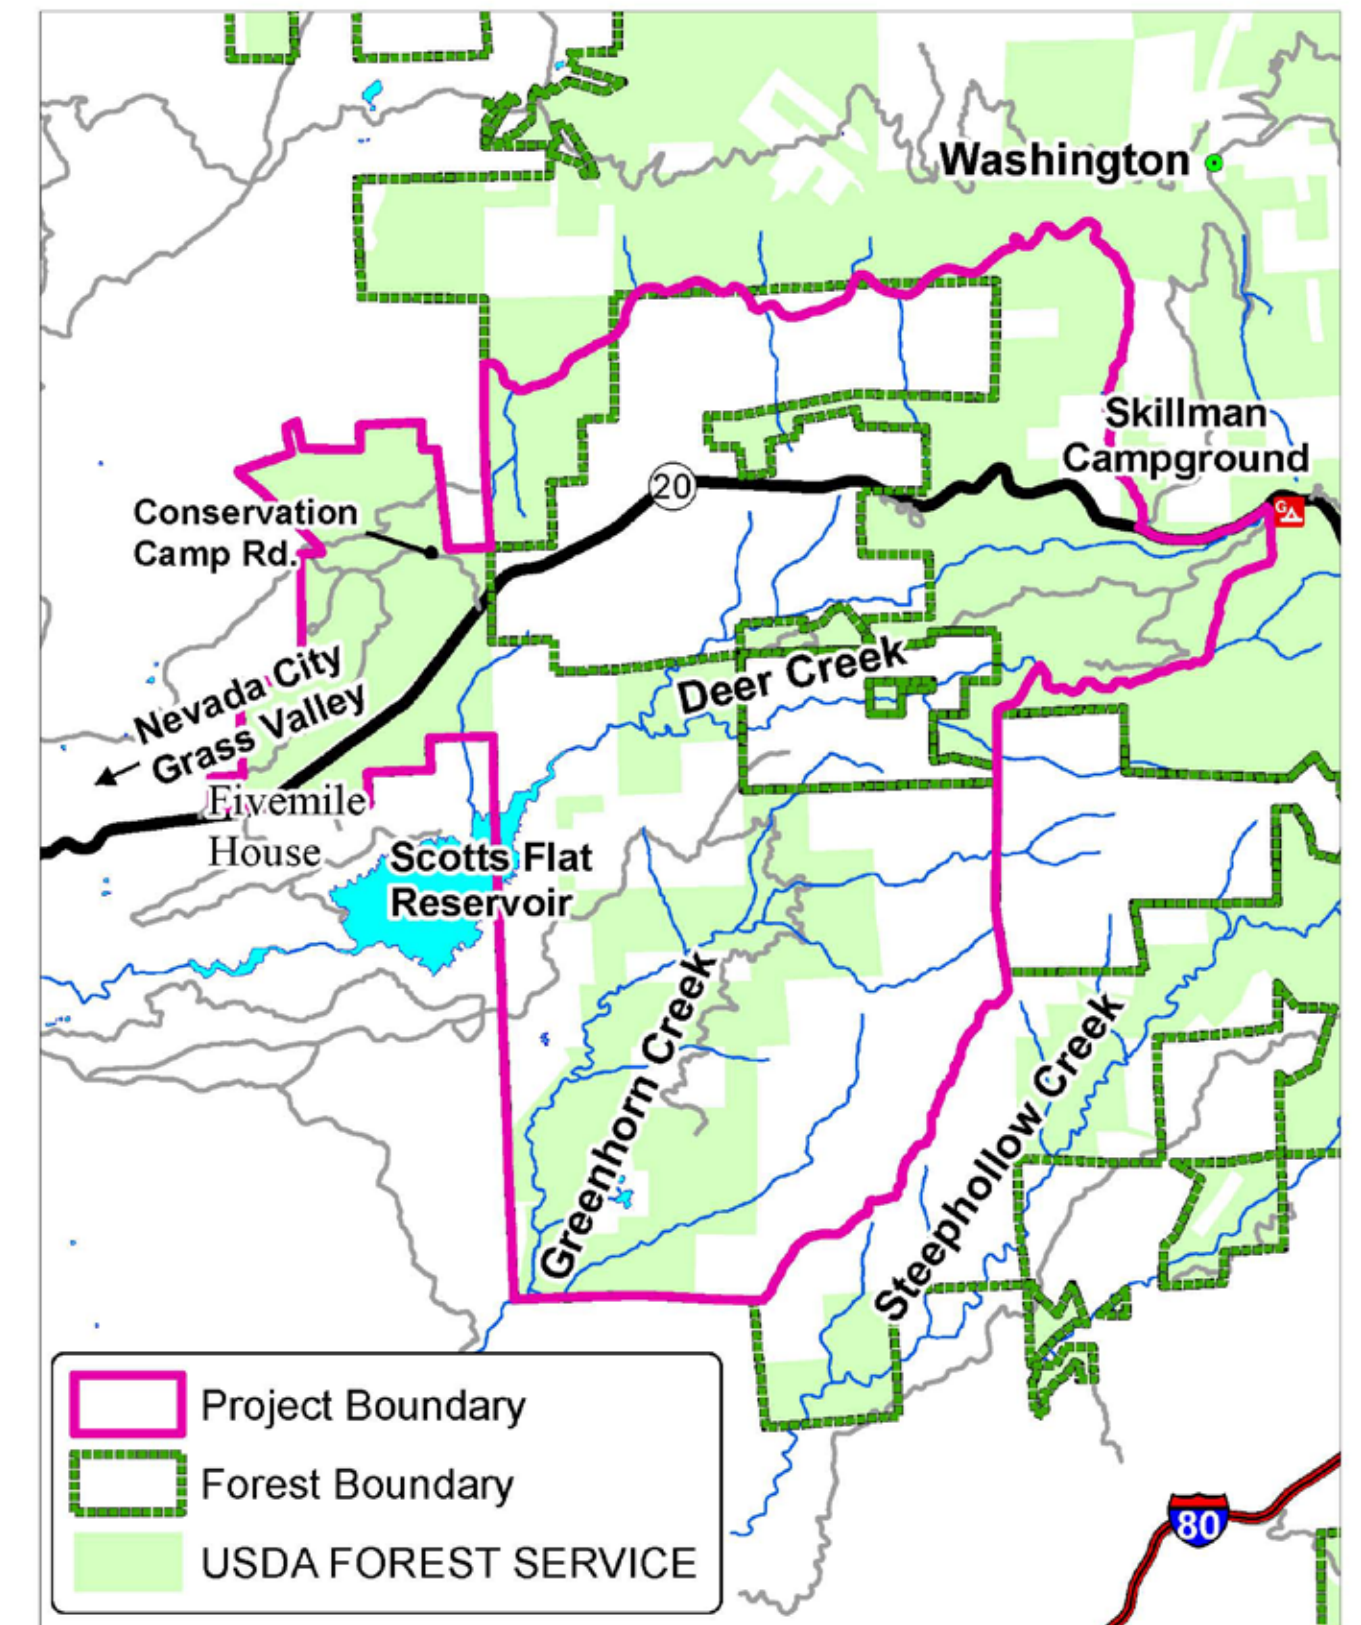 Washington
Skillman
Campground
G
20
Conservation
Camp Rd.
Deer Creek
Nevada City
Grass Valley
Fivemile
House
Scotts Flat
Reservoir
Greenhorn Creek
Steephollow Creek
Project Boundary
Forest Boundary
USDA FOREST SERVICE
80